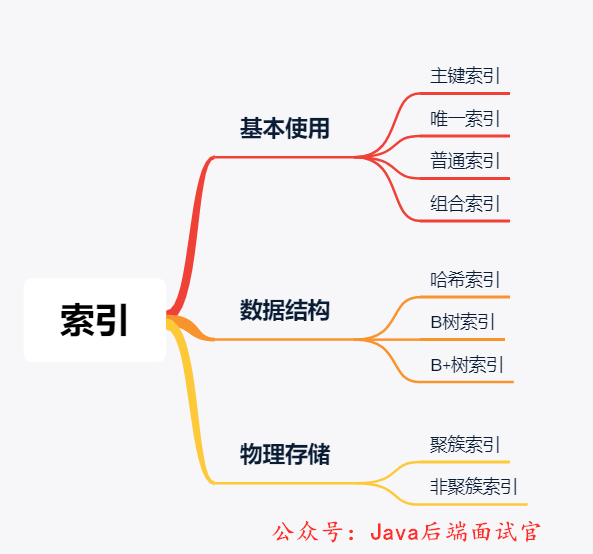 索引
基本使用
主键索引
唯一索引
普通索引
组合索引
数据结构
哈希索引
B树索引
B+树索引
物理存储
聚簇索引
非聚簇索引
公众号：Java后端面试官